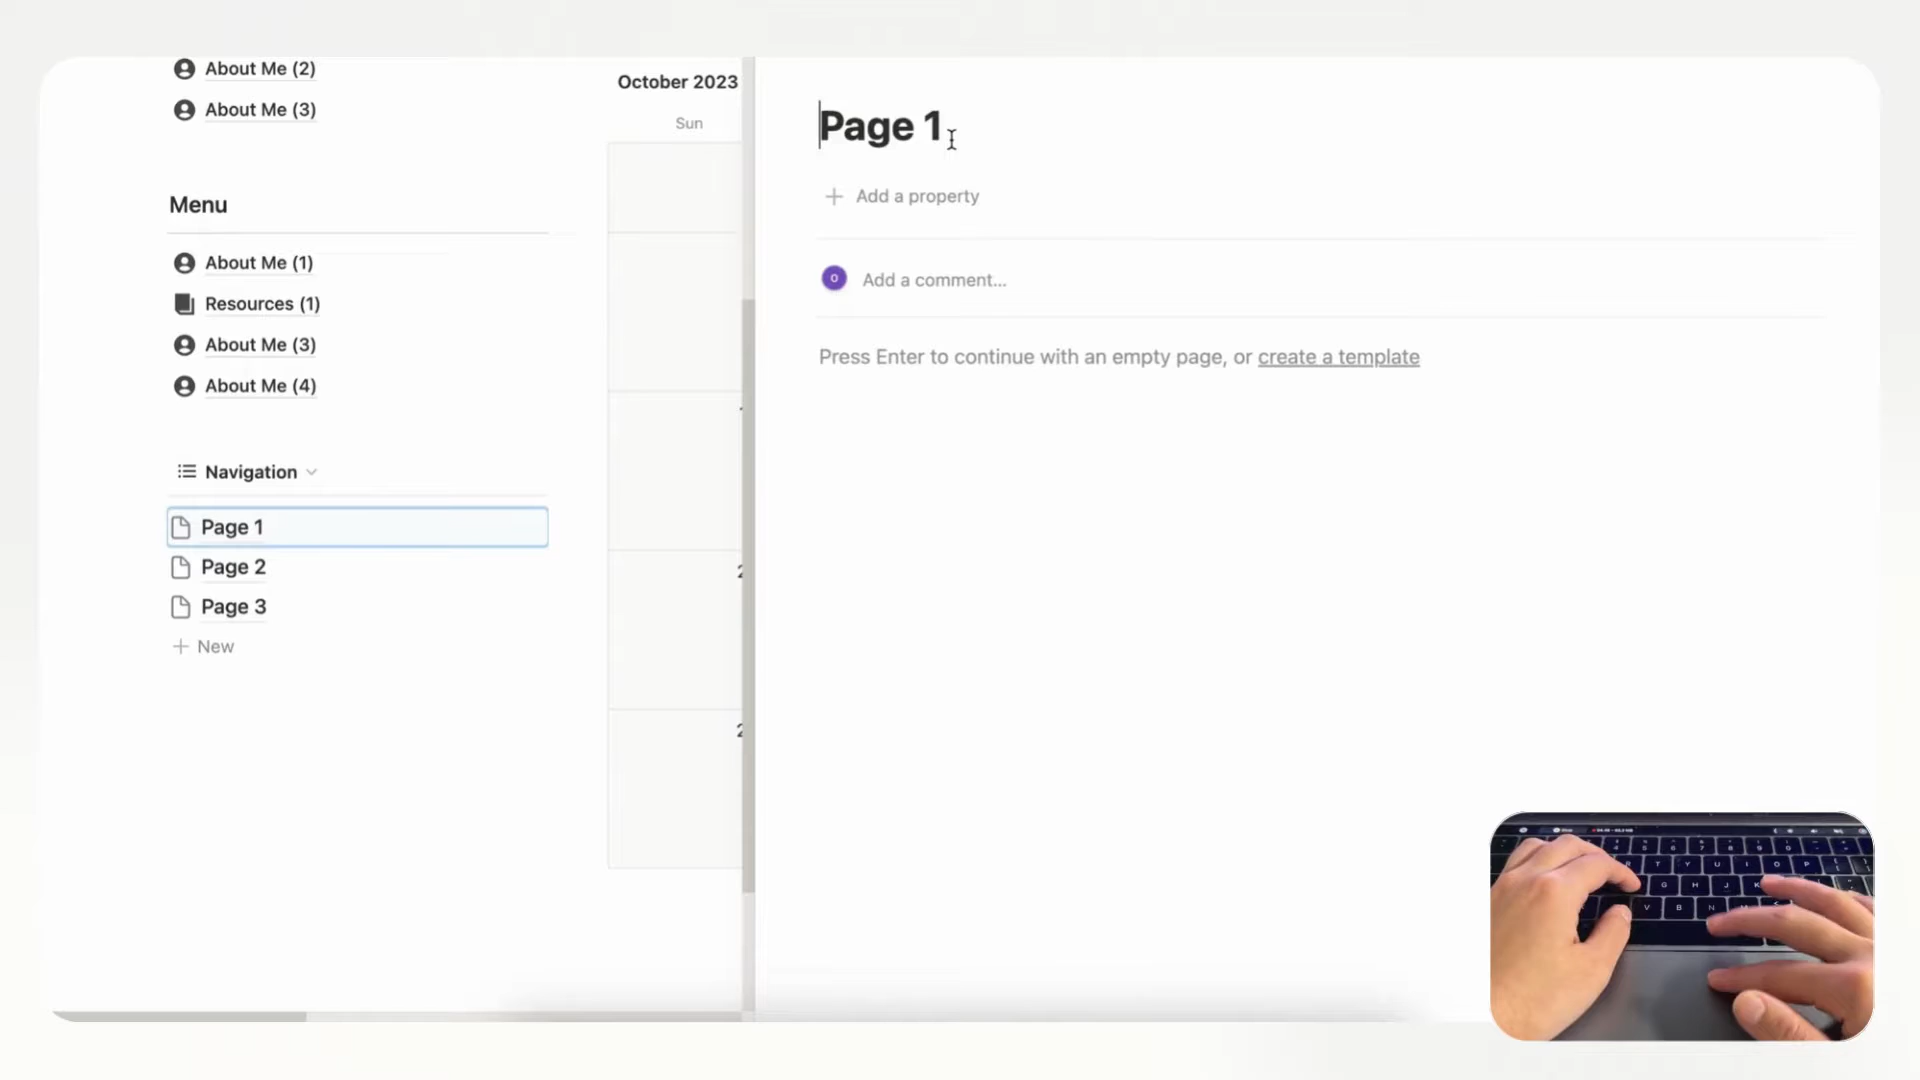 About Me (2)
About Me (3)
Menu
About Me (1)
Resources (1)
About Me (3)
About Me (4)
Navigation
Page 1
Page 2
Page 3
New
October 2023
Sun
2
2
Page 1
Add a property
O
Add a comment...
Press Enter to continue with an empty page, or create a template